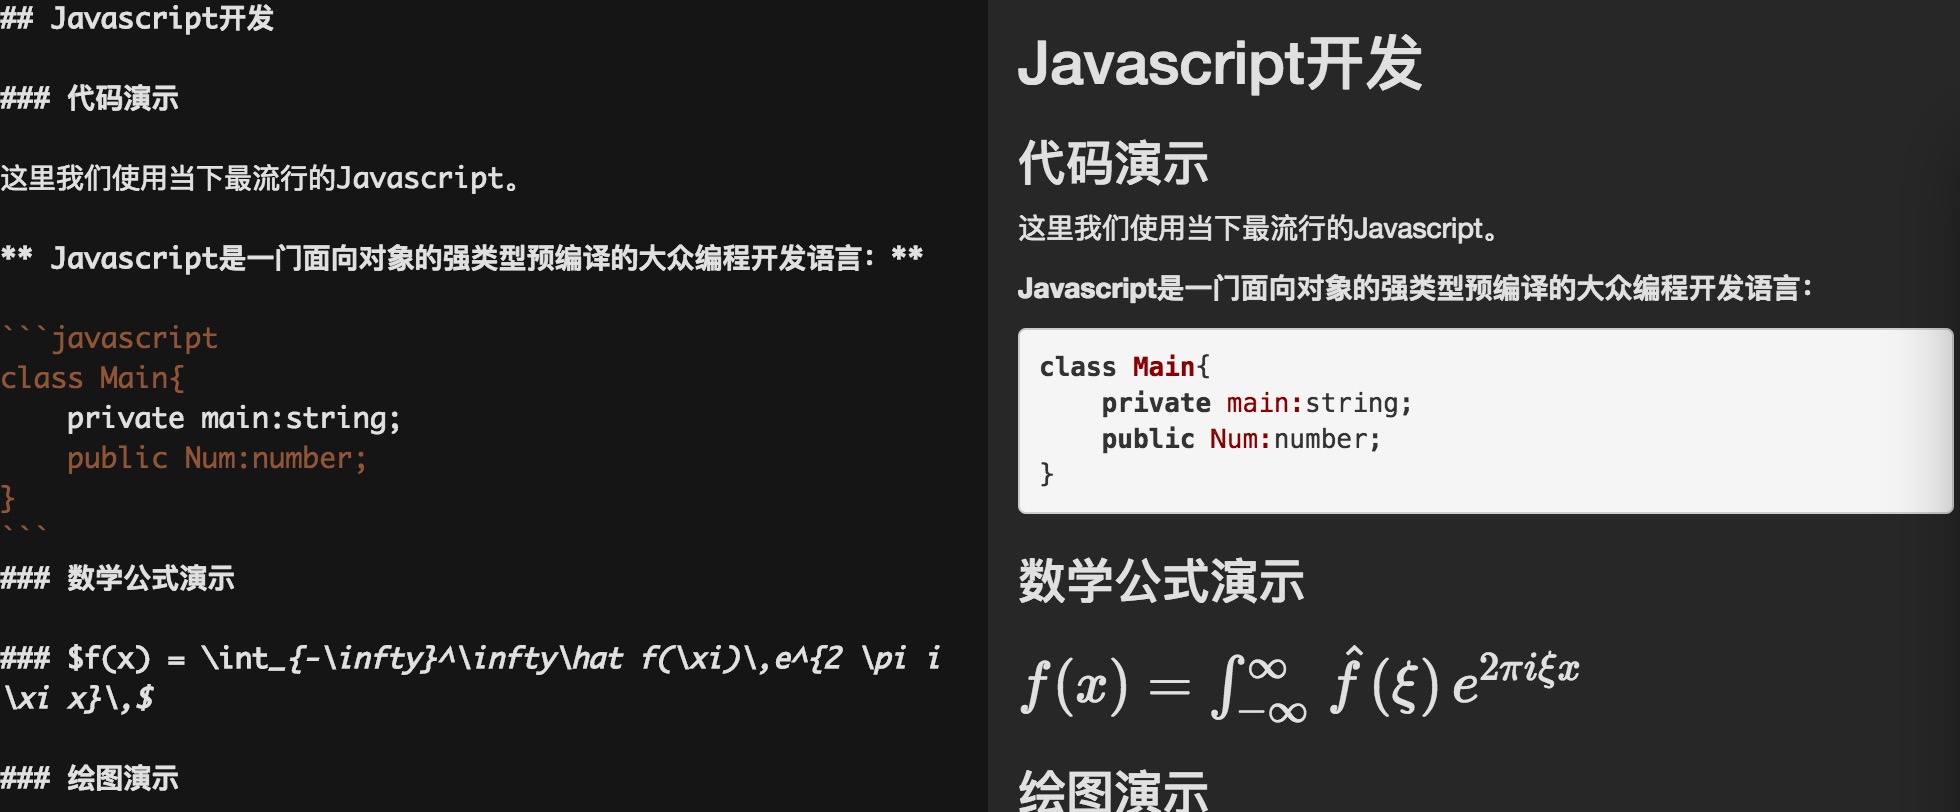 ## Javascript开发
### 代码演示
这里我们使用当下最流行的Javascript。
** Javascript是一门面向对象的强类型预编译的大众编程开发语言：**
```javascript
class Main{
    private main:string;
    public Num:number;
}
```
### 数学公式演示
### $f(x) = \int_{-\infty}^\infty\hat f(\xi)\,e^{2 \pi i
\xi x}\,$
### 绘图演示
Javascript开发
代码演示
这里我们使用当下最流行的Javascript。
Javascript是一门面向对象的强类型预编译的大众编程开发语言：
class Main{
    private main:string;
    public Num:number;
}
数学公式演示
f(x) = ∫_{-∞}^{∞} f̂(ξ) e^{2πiξx}
绘图演示